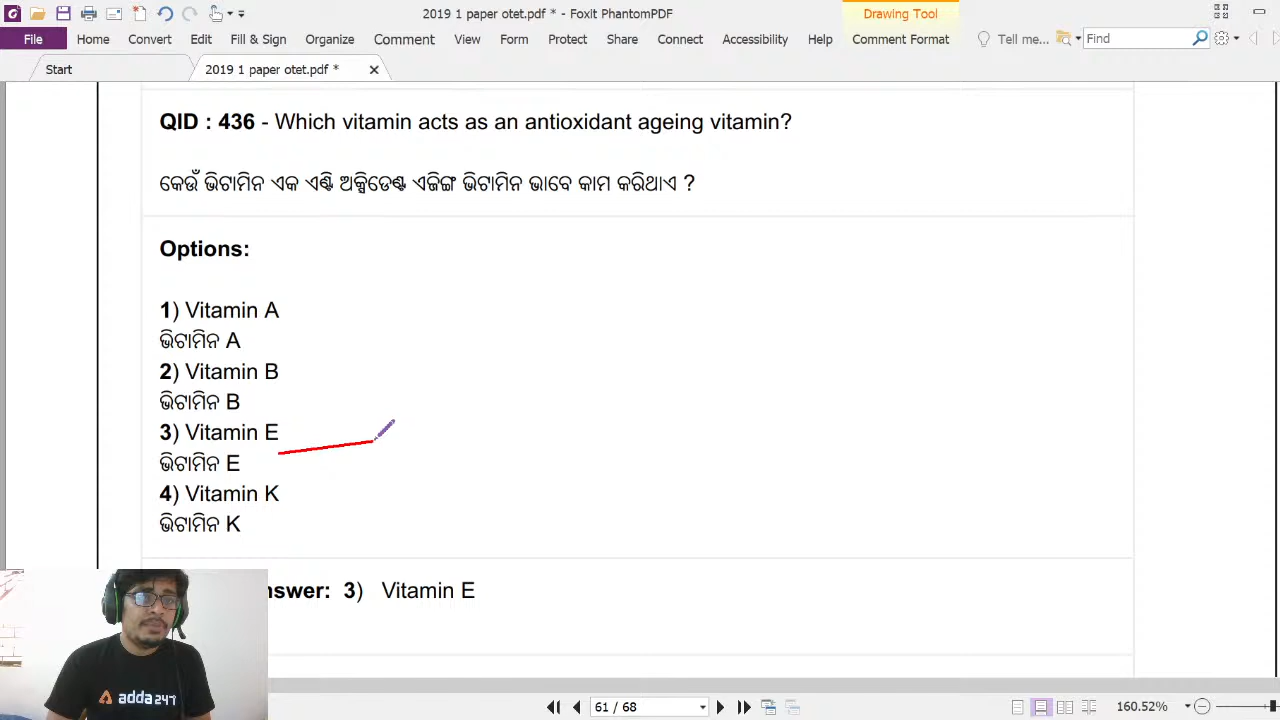 2019 1 paper otet.pdf * - Foxit PhantomPDF
Drawing Tool
File Home Convert Edit Fill & Sign Organize Comment View Form Protect Share Connect Accessibility Help Comment Format Tell me... Find
Start 2019 1 paper otet.pdf *
QID : 436 - Which vitamin acts as an antioxidant ageing vitamin?
କେଉଁ ଭିଟାମିନ ଏକ ଏଣ୍ଟି ଅକ୍ସିଡେଣ୍ଟ ଏଜିଙ୍ଗ ଭିଟାମିନ ଭାବେ କାମ କରିଥାଏ ?
Options:
1) Vitamin A
ଭିଟାମିନ A
2) Vitamin B
ଭିଟାମିନ B
3) Vitamin E
ଭିଟାମିନ E
4) Vitamin K
ଭିଟାମିନ K
nswer: 3) Vitamin E
adda247
61 / 68
160.52%